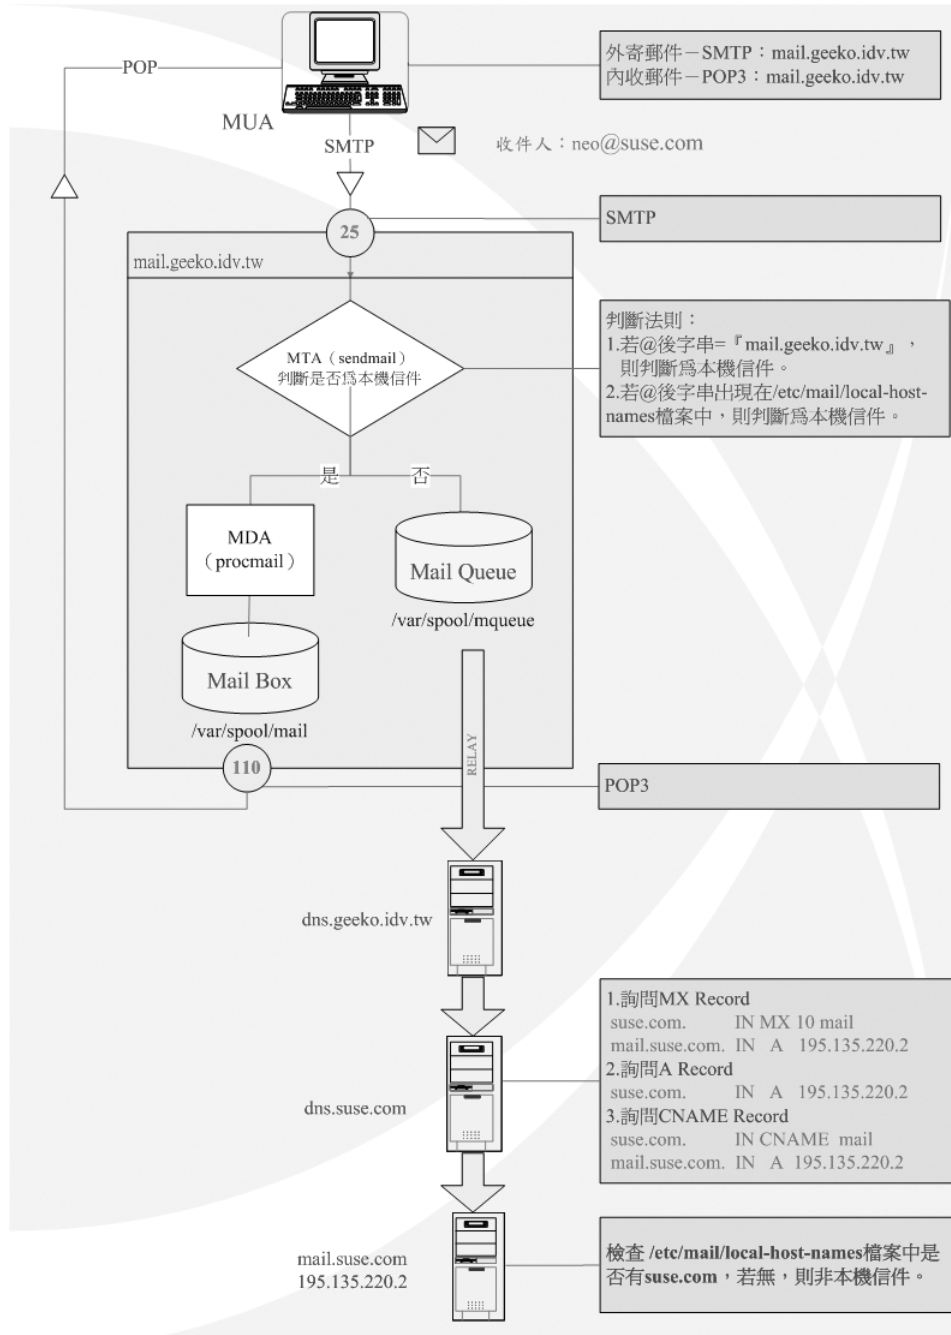 POP
外寄郵件－SMTP：mail.geeko.idv.tw
內收郵件－POP3：mail.geeko.idv.tw
MUA
SMTP
收件人：neo@suse.com
25
SMTP
mail.geeko.idv.tw
MTA（sendmail）
判斷是否為本機信件
判斷法則：
1.若@後字串=『mail.geeko.idv.tw』，
則判斷為本機信件。
2.若@後字串出現在/etc/mail/local-host-
names檔案中，則判斷為本機信件。
是
否
MDA
（procmail）
Mail Queue
/var/spool/mqueue
Mail Box
/var/spool/mail
RELAY
110
POP3
dns.geeko.idv.tw
dns.suse.com
1.詢問MX Record
suse.com. IN MX 10 mail
mail.suse.com. IN A 195.135.220.2
2.詢問A Record
suse.com. IN A 195.135.220.2
3.詢問CNAME Record
suse.com. IN CNAME mail
mail.suse.com. IN A 195.135.220.2
mail.suse.com
195.135.220.2
檢查 /etc/mail/local-host-names檔案中是
否有suse.com，若無，則非本機信件。